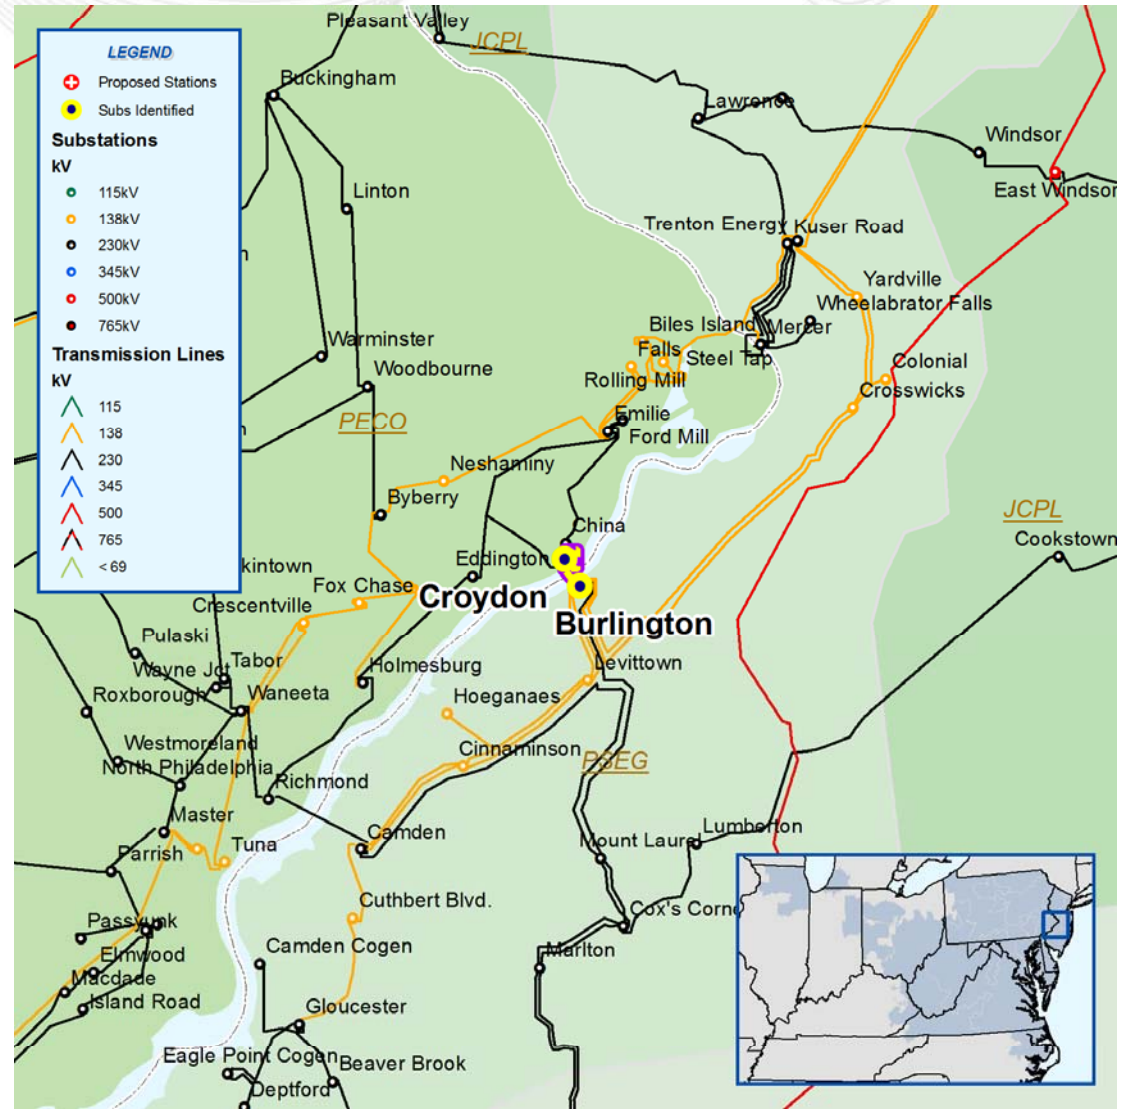 LEGEND
Proposed Stations
Subs Identified
Substations
kV
115kV
138kV
230kV
345kV
500kV
765kV
Transmission Lines
kV
115
138
230
345
500
765
< 69
Pleasant Valley
JCPL
Buckingham
Lawrence
Windsor
East Windsor
Linton
Trenton Energy
Kuser Road
Yardville
Wheelabrator Falls
Biles Island
Mercer
Warminster
Falls
Steel Tap
Woodbourne
Rolling Mill
Colonial
Crosswicks
PECO
Emilie
Ford Mill
Neshaminy
Byberry
JCPL
China
Cookstown
Eddington
kintown
Fox Chase
Croydon
Crescentville
Burlington
Pulaski
Tabor
Wayne Jct
Holmesburg
Levittown
Roxborough
Waneeta
Hoeganaes
Westmoreland
Cinnaminson
PSEG
North Philadelphia
Richmond
Master
Camden
Mount Laurel
Lumberton
Parrish
Tuna
Cuthbert Blvd.
Cox's Corne
Passyunk
Camden Cogen
Marlton
Elmwood
Macdade
Island Road
Gloucester
Eagle Point Cogen
Beaver Brook
Deptford